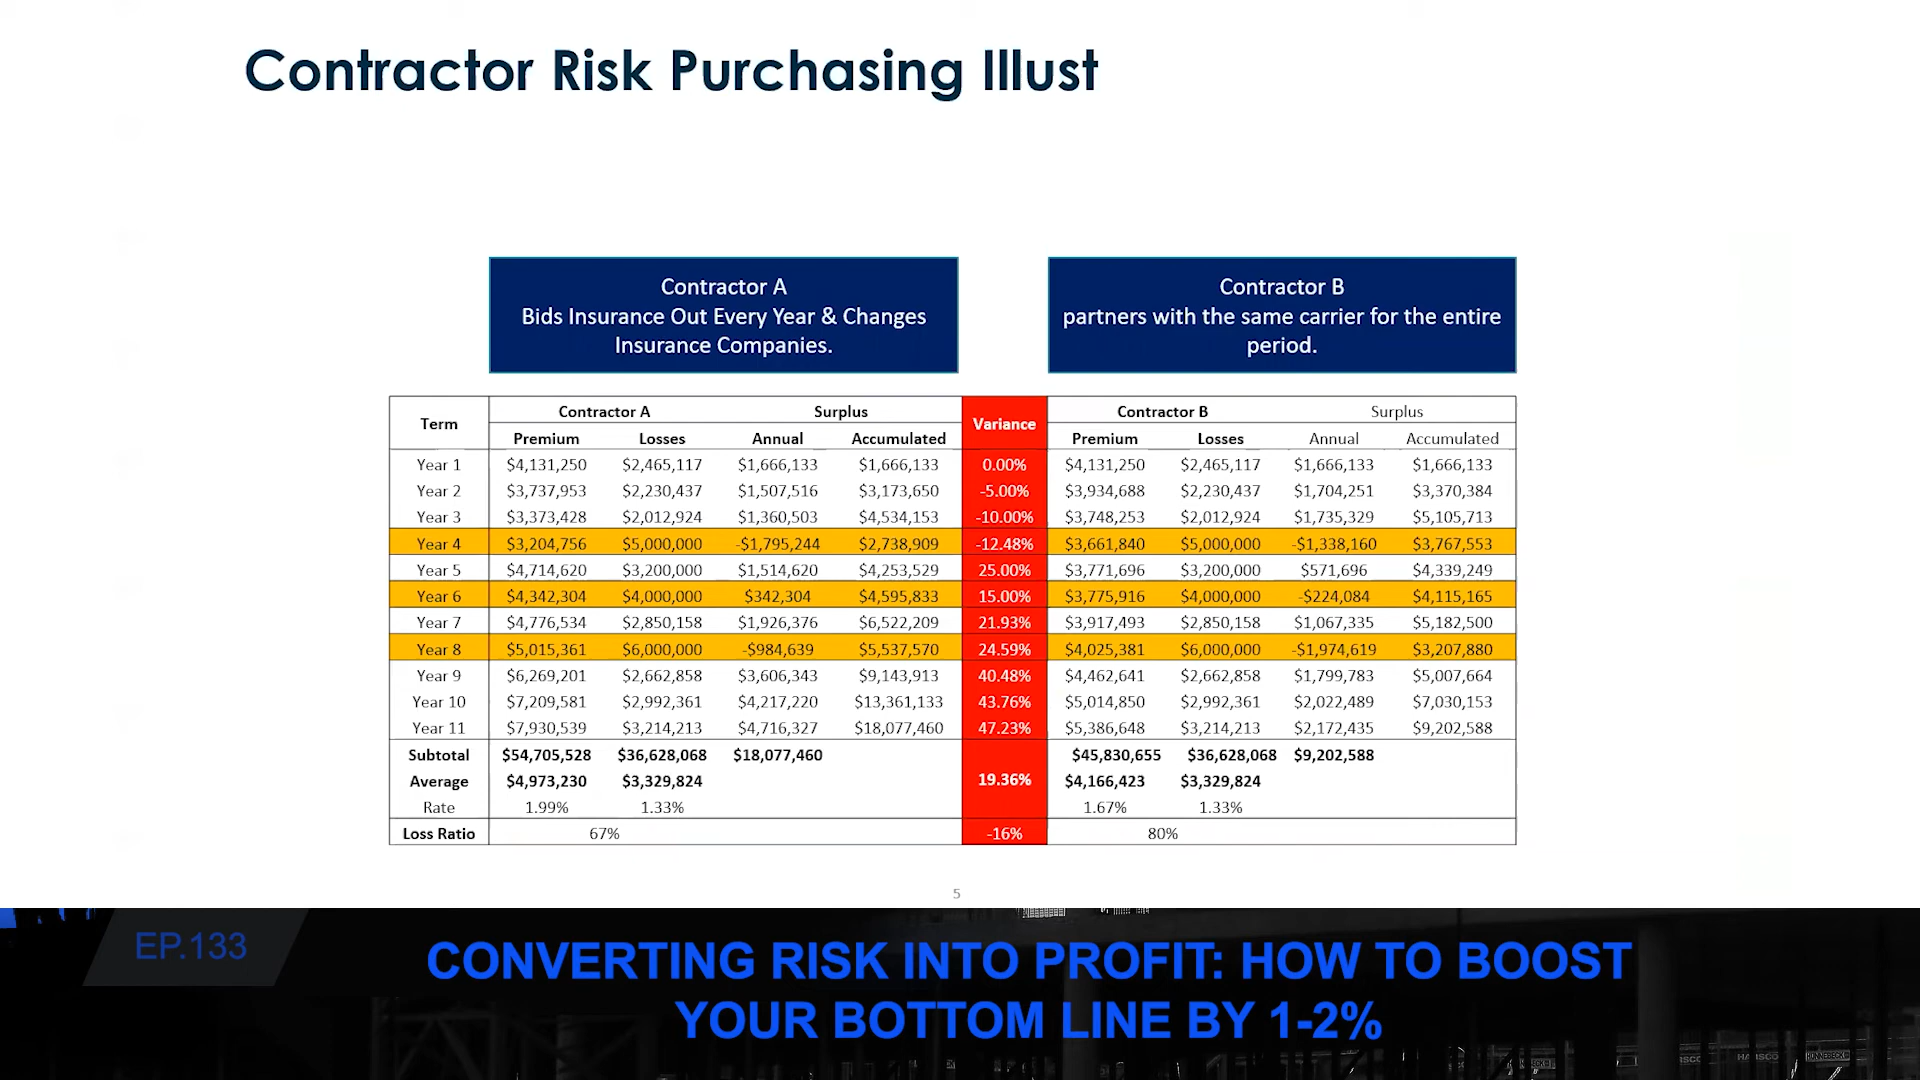 Contractor Risk Purchasing Illust
Contractor A
Bids Insurance Out Every Year & Changes
Insurance Companies.
Contractor B
partners with the same carrier for the entire
period.
Term Contractor A Surplus Variance Contractor B Surplus
Premium Losses Annual Accumulated Premium Losses Annual Accumulated
Year 1 $4,131,250 $2,465,117 $1,666,133 $1,666,133 0.00% $4,131,250 $2,465,117 $1,666,133 $1,666,133
Year 2 $3,737,953 $2,230,437 $1,507,516 $3,173,650 -5.00% $3,934,688 $2,230,437 $1,704,251 $3,370,384
Year 3 $3,373,428 $2,012,924 $1,360,503 $4,534,153 -10.00% $3,748,253 $2,012,924 $1,735,329 $5,105,713
Year 4 $3,204,756 $5,000,000 -$1,795,244 $2,738,909 -12.48% $3,661,840 $5,000,000 -$1,338,160 $3,767,553
Year 5 $4,714,620 $3,200,000 $1,514,620 $4,253,529 25.00% $3,771,696 $3,200,000 $571,696 $4,339,249
Year 6 $4,342,304 $4,000,000 $342,304 $4,595,833 15.00% $3,775,916 $4,000,000 -$224,084 $4,115,165
Year 7 $4,776,534 $2,850,158 $1,926,376 $6,522,209 21.93% $3,917,493 $2,850,158 $1,067,335 $5,182,500
Year 8 $5,015,361 $6,000,000 -$984,639 $5,537,570 24.59% $4,025,381 $6,000,000 -$1,974,619 $3,207,880
Year 9 $6,269,201 $2,662,858 $3,606,343 $9,143,913 40.48% $4,462,641 $2,662,858 $1,799,783 $5,007,664
Year 10 $7,209,581 $2,992,361 $4,217,220 $13,361,133 43.76% $5,014,850 $2,992,361 $2,022,489 $7,030,153
Year 11 $7,930,539 $3,214,213 $4,716,327 $18,077,460 47.23% $5,386,648 $3,214,213 $2,172,435 $9,202,588
Subtotal $54,705,528 $36,628,068 $18,077,460 $45,830,655 $36,628,068 $9,202,588
Average $4,973,230 $3,329,824 19.36% $4,166,423 $3,329,824
Rate 1.99% 1.33% 1.67% 1.33%
Loss Ratio 67% -16% 80%
5
EP.133
CONVERTING RISK INTO PROFIT: HOW TO BOOST
YOUR BOTTOM LINE BY 1-2%